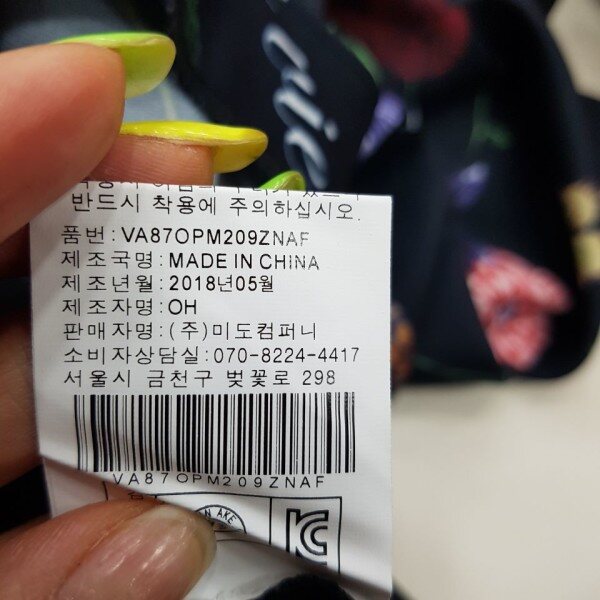 반드시 착용에 주의하십시오.
품번:VA87OPM209ZNAF
제조국명:MADE IN CHINA
제조년월:2018년05월
제조자명:OH
판매자명:(주)미도컴퍼니
소비자상담실:070-8224-4417
서울시 금천구 벚꽃로 298
VA87OPM209ZNAF